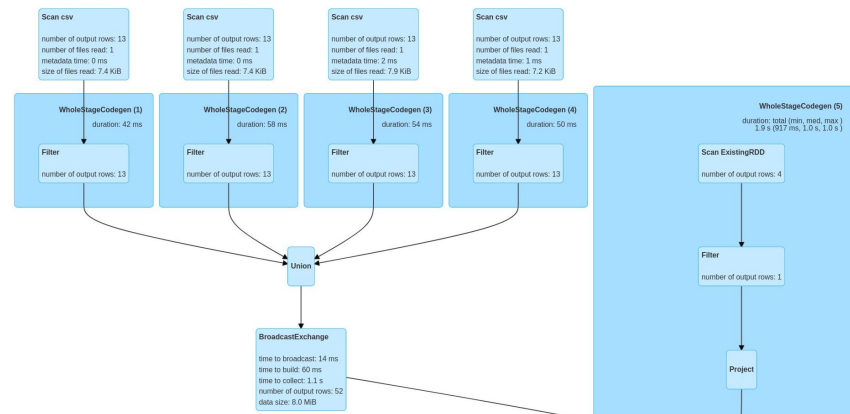 Scan csv
number of output rows: 13
number of files read: 1
metadata time: 0 ms
size of files read: 7.4 KiB
Scan csv
number of output rows: 13
number of files read: 1
metadata time: 0 ms
size of files read: 7.4 KiB
Scan csv
number of output rows: 13
number of files read: 1
metadata time: 2 ms
size of files read: 7.9 KiB
Scan csv
number of output rows: 13
number of files read: 1
metadata time: 1 ms
size of files read: 7.2 KiB
WholeStageCodegen (1)
duration: 42 ms
Filter
number of output rows: 13
WholeStageCodegen (2)
duration: 58 ms
Filter
number of output rows: 13
WholeStageCodegen (3)
duration: 54 ms
Filter
number of output rows: 13
WholeStageCodegen (4)
duration: 50 ms
Filter
number of output rows: 13
WholeStageCodegen (5)
duration: total (min, med, max )
1.9 s (917 ms, 1.0 s, 1.0 s )
Scan ExistingRDD
number of output rows: 4
Filter
number of output rows: 1
Project
Union
BroadcastExchange
time to broadcast: 14 ms
time to build: 60 ms
time to collect: 1.1 s
number of output rows: 52
data size: 8.0 MiB